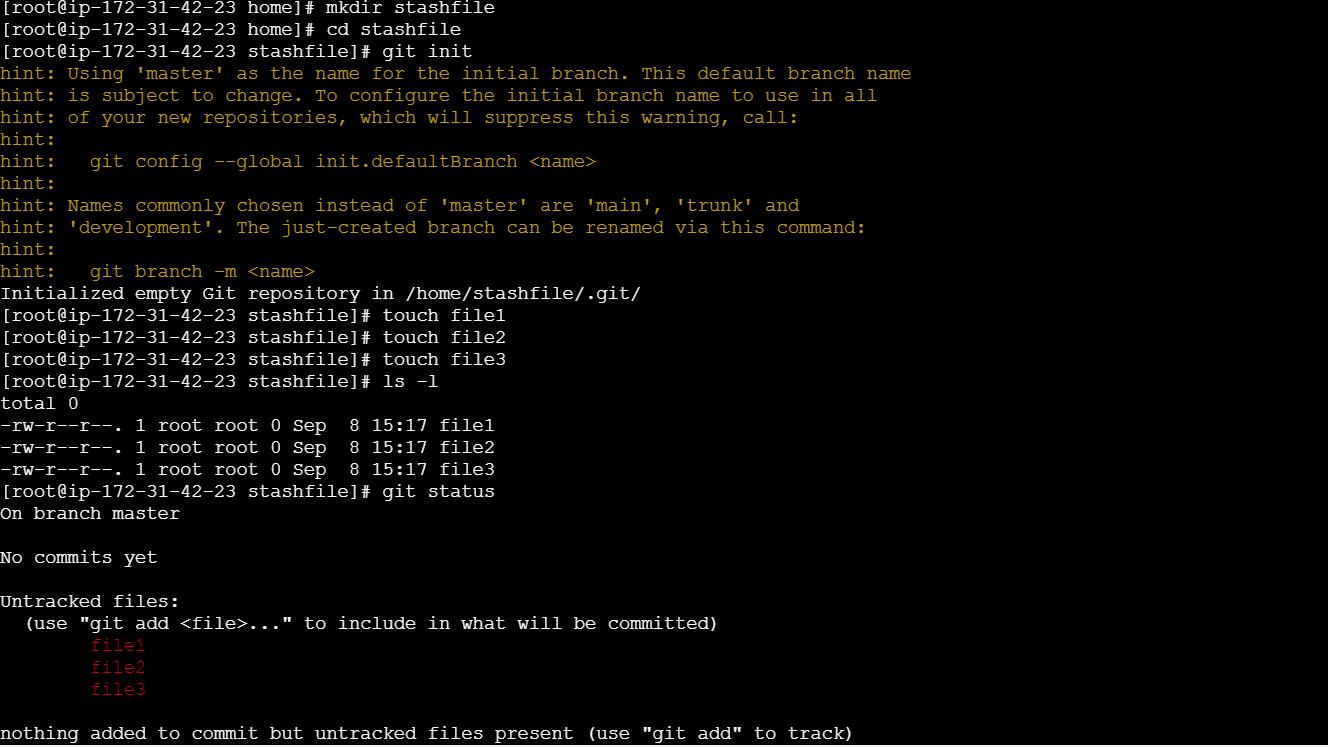 [root@ip-172-31-42-23 home]# mkdir stashfile
[root@ip-172-31-42-23 home]# cd stashfile
[root@ip-172-31-42-23 stashfile]# git init
hint: Using 'master' as the name for the initial branch. This default branch name
hint: is subject to change. To configure the initial branch name to use in all
hint: of your new repositories, which will suppress this warning, call:
hint:
hint:   git config --global init.defaultBranch <name>
hint:
hint: Names commonly chosen instead of 'master' are 'main', 'trunk' and
hint: 'development'. The just-created branch can be renamed via this command:
hint:
hint:   git branch -m <name>
Initialized empty Git repository in /home/stashfile/.git/
[root@ip-172-31-42-23 stashfile]# touch file1
[root@ip-172-31-42-23 stashfile]# touch file2
[root@ip-172-31-42-23 stashfile]# touch file3
[root@ip-172-31-42-23 stashfile]# ls -l
total 0
-rw-r--r--. 1 root root 0 Sep  8 15:17 file1
-rw-r--r--. 1 root root 0 Sep  8 15:17 file2
-rw-r--r--. 1 root root 0 Sep  8 15:17 file3
[root@ip-172-31-42-23 stashfile]# git status
On branch master

No commits yet

Untracked files:
  (use "git add <file>..." to include in what will be committed)
        file1
        file2
        file3

nothing added to commit but untracked files present (use "git add" to track)